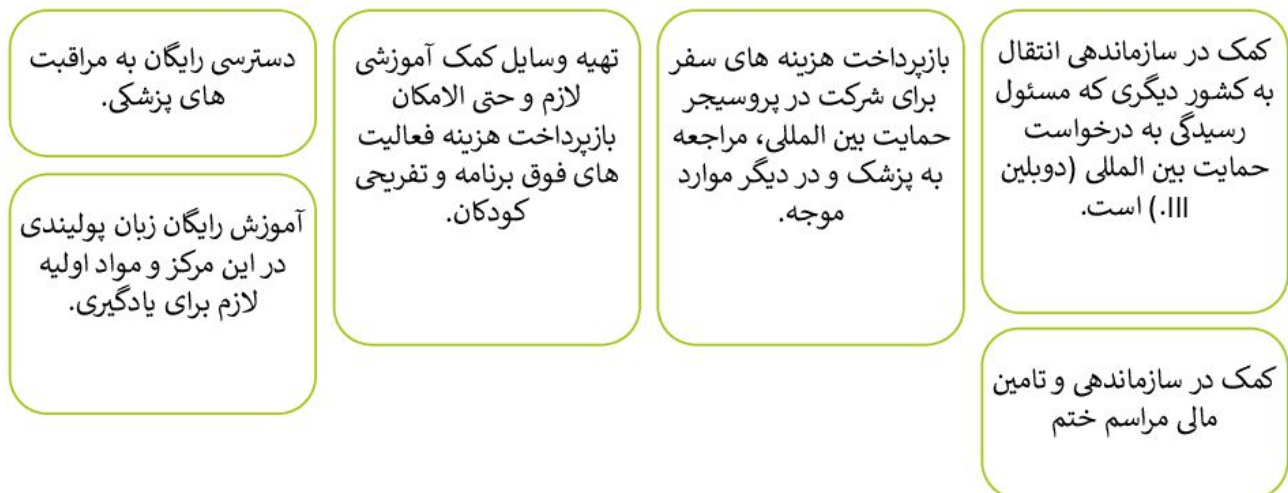 کمک در سازماندهی انتقال
به کشور دیگری که مسئول
رسیدگی به درخواست
حمایت بین المللی (دوبلین
III.) است.
کمک در سازماندهی و تامین
مالی مراسم ختم
بازپرداخت هزینه های سفر
برای شرکت در پروسیجر
حمایت بین المللی، مراجعه
به پزشک و در دیگر موارد
موجه.
تهیه وسایل کمک آموزشی
لازم و حتی الامکان
بازپرداخت هزینه فعالیت
های فوق برنامه و تفریحی
کودکان.
دسترسی رایگان به مراقبت
های پزشکی.
آموزش رایگان زبان پولیندی
در این مرکز و مواد اولیه
لازم برای یادگیری.